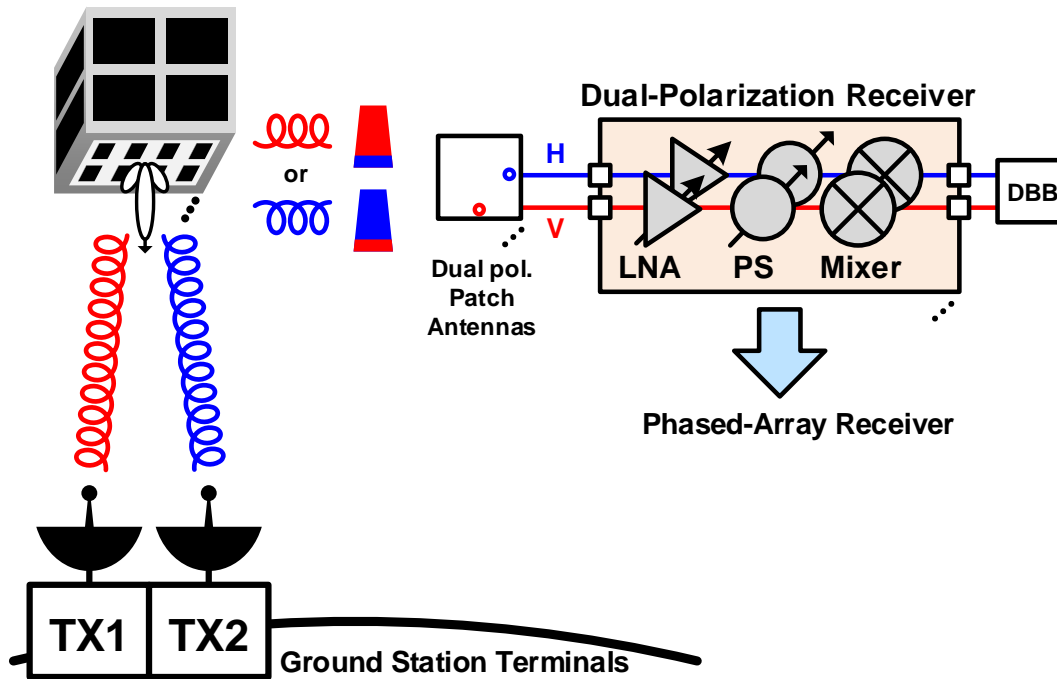 Dual-Polarization Receiver
or
H
V
DBB
LNA PS Mixer
Dual pol.
Patch
Antennas
Phased-Array Receiver
TX1 TX2
Ground Station Terminals